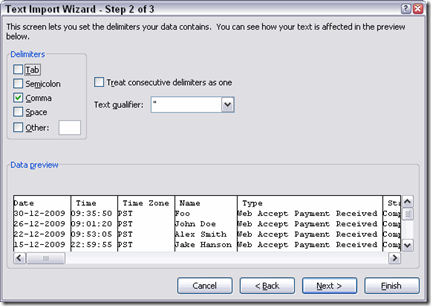 Text Import Wizard - Step 2 of 3
This screen lets you set the delimiters your data contains. You can see how your text is affected in the preview
below.
Delimiters
Tab
Semicolon
Comma
Space
Other:
Treat consecutive delimiters as one
Text qualifier: "
Data preview
Date Time Time Zone Name Type
30-12-2009 09:35:50 PST Foo Web Accept Payment Received
26-12-2009 09:01:20 PST John Doe Web Accept Payment Received
22-12-2009 09:53:05 PST Alex Smith Web Accept Payment Received
15-12-2009 22:59:55 PST Jake Hanson Web Accept Payment Received
Cancel < Back Next > Finish